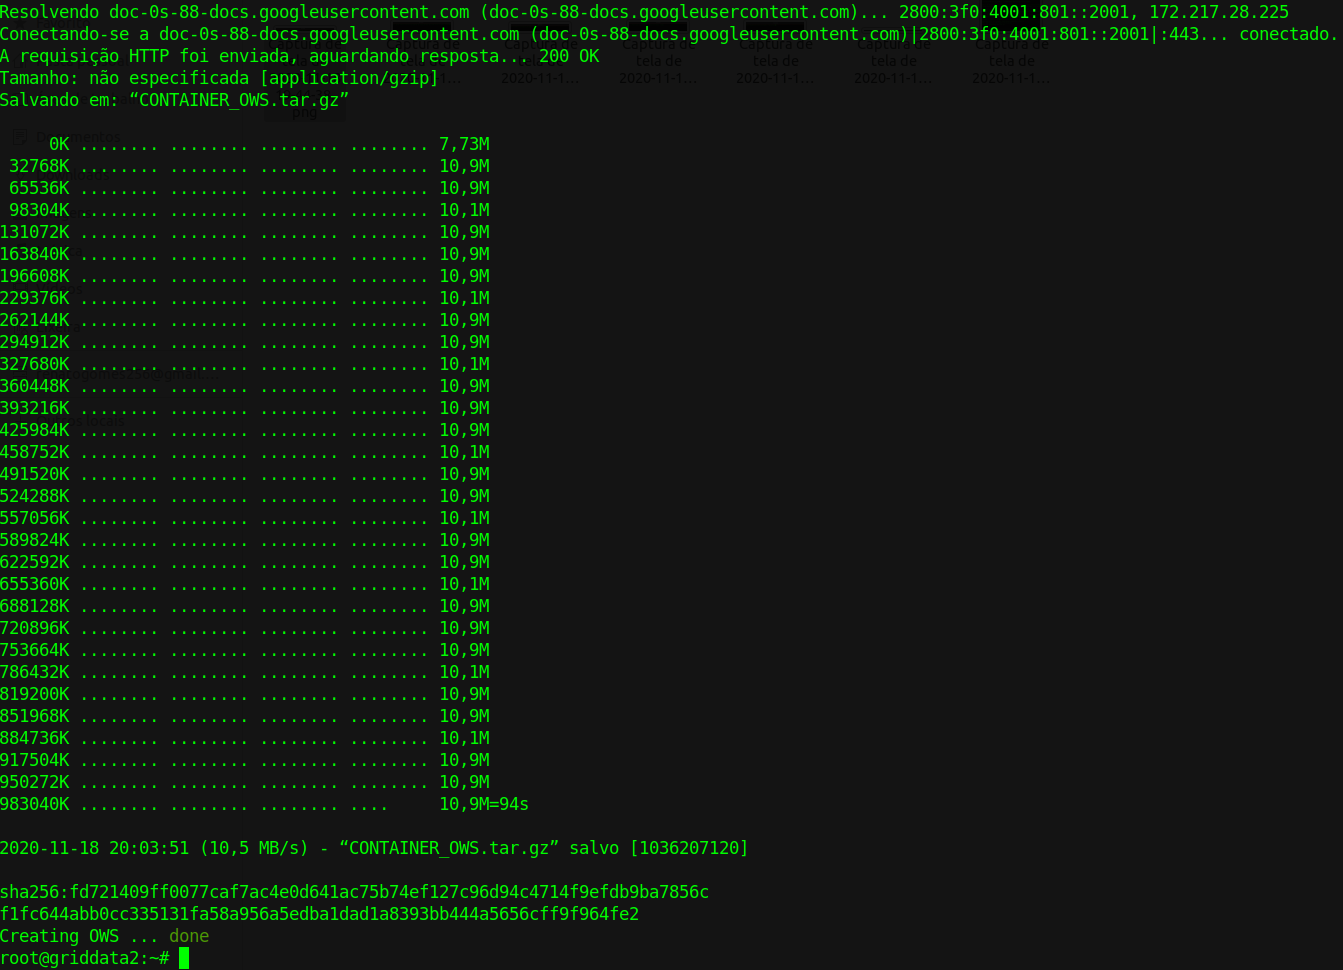 Resolvendo doc-0s-88-docs.googleusercontent.com (doc-0s-88-docs.googleusercontent.com)... 2800:3f0:4001:801::2001, 172.217.28.225
Conectando-se a doc-0s-88-docs.googleusercontent.com (doc-0s-88-docs.googleusercontent.com)|2800:3f0:4001:801::2001|:443... conectado.
A requisição HTTP foi enviada, aguardando resposta... 200 OK
Tamanho: não especificada [application/gzip]
Salvando em: “CONTAINER_OWS.tar.gz”
0K ........ ........ ........ ........ 7,73M
32768K ........ ........ ........ ........ 10,9M
65536K ........ ........ ........ ........ 10,9M
98304K ........ ........ ........ ........ 10,1M
131072K ........ ........ ........ ........ 10,9M
163840K ........ ........ ........ ........ 10,9M
196608K ........ ........ ........ ........ 10,9M
229376K ........ ........ ........ ........ 10,1M
262144K ........ ........ ........ ........ 10,9M
294912K ........ ........ ........ ........ 10,9M
327680K ........ ........ ........ ........ 10,1M
360448K ........ ........ ........ ........ 10,9M
393216K ........ ........ ........ ........ 10,9M
425984K ........ ........ ........ ........ 10,9M
458752K ........ ........ ........ ........ 10,1M
491520K ........ ........ ........ ........ 10,9M
524288K ........ ........ ........ ........ 10,9M
557056K ........ ........ ........ ........ 10,1M
589824K ........ ........ ........ ........ 10,9M
622592K ........ ........ ........ ........ 10,9M
655360K ........ ........ ........ ........ 10,1M
688128K ........ ........ ........ ........ 10,9M
720896K ........ ........ ........ ........ 10,9M
753664K ........ ........ ........ ........ 10,9M
786432K ........ ........ ........ ........ 10,1M
819200K ........ ........ ........ ........ 10,9M
851968K ........ ........ ........ ........ 10,9M
884736K ........ ........ ........ ........ 10,1M
917504K ........ ........ ........ ........ 10,9M
950272K ........ ........ ........ ........ 10,9M
983040K ........ ........ ........ .... 10,9M=94s
2020-11-18 20:03:51 (10,5 MB/s) - “CONTAINER_OWS.tar.gz” salvo [1036207120]
sha256:fd721409ff0077caf7ac4e0d641ac75b74ef127c96d94c4714f9efdb9ba7856c
f1fc644abb0cc335131fa58a956a5edba1dad1a8393bb444a5656cff9f964fe2
Creating OWS ... done
root@griddata2:~#